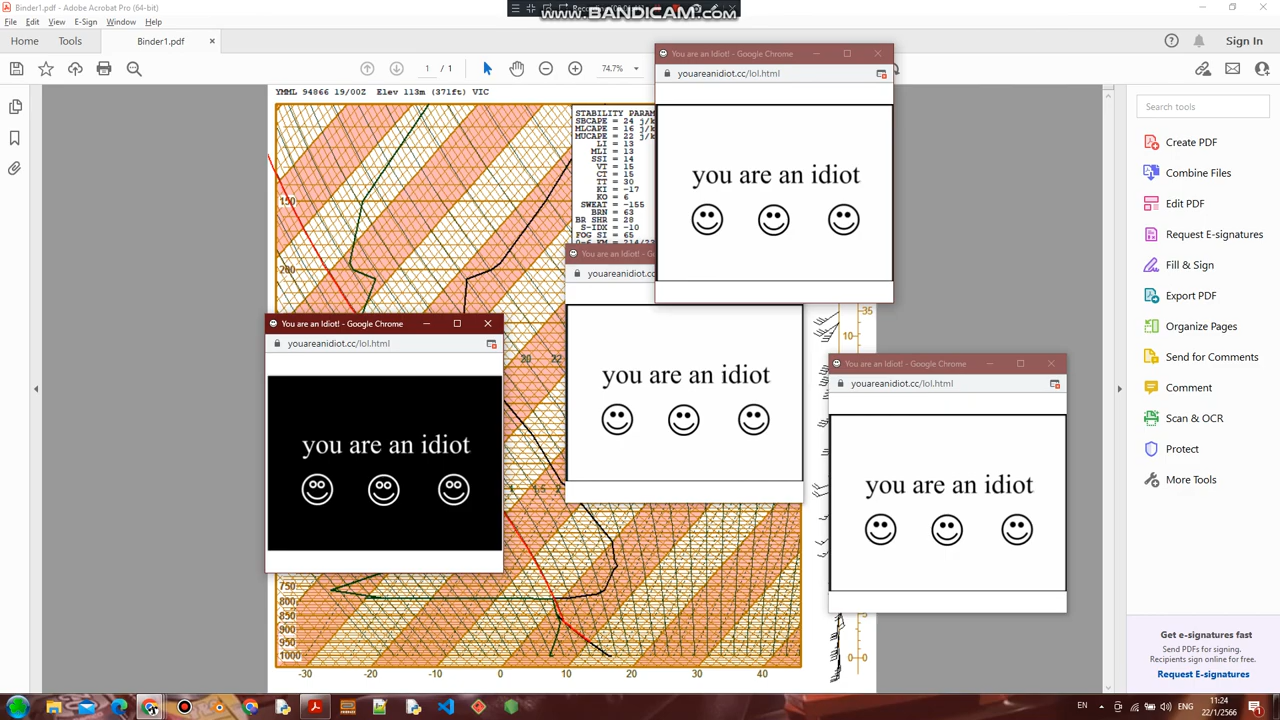 Binder1.pdf - Adobe Acrobat Pro (64-bit)
www.BANDICAM.com
File Edit View E-Sign Window Help
Home Tools Binder1.pdf ×
Sign In
1 / 1
74.7%
YMML 94866 19/00Z Elev 113m (371ft) VIC
STABILITY PARAM
SBCAPE = 24 j/k
MLCAPE = 16 j/k
MUCAPE = 22 j/k
LI = 13
MLI = 13
SSI = 14
VT = 15
CT = 15
TT = 30
KI = -17
KO = 6
SWEAT = -155
BRN = 63
BR SHR = 28
S-IDX = -10
FOG SI = 65
150
200
20 22
750
800
850
900
950
1000
-30 -20 -10 0 10 20 30 40
35
10
0
You are an Idiot! - Google Chrome
youareanidiot.cc/lol.html
you are an idiot
You are an Idiot! - G
youareanidiot.cc
you are an idiot
You are an Idiot! - Google Chrome
youareanidiot.cc/lol.html
you are an idiot
You are an Idiot! - Google Chrome
youareanidiot.cc/lol.html
you are an idiot
Search tools
Create PDF
Combine Files
Edit PDF
Request E-signatures
Fill & Sign
Export PDF
Organize Pages
Send for Comments
Comment
Scan & OCR
Protect
More Tools
Get e-signatures fast
Send PDFs for signing.
Recipients sign online for free.
Request E-Signatures
EN
ENG
11:24
22/1/2566